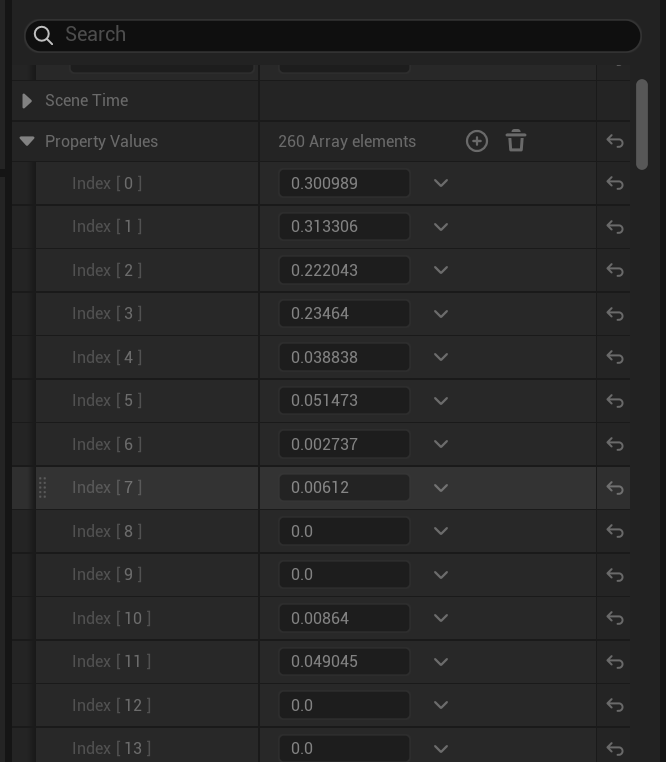 Search
Scene Time
Property Values 260 Array elements
Index [ 0 ] 0.300989
Index [ 1 ] 0.313306
Index [ 2 ] 0.222043
Index [ 3 ] 0.23464
Index [ 4 ] 0.038838
Index [ 5 ] 0.051473
Index [ 6 ] 0.002737
Index [ 7 ] 0.00612
Index [ 8 ] 0.0
Index [ 9 ] 0.0
Index [ 10 ] 0.00864
Index [ 11 ] 0.049045
Index [ 12 ] 0.0
Index [ 13 ] 0.0